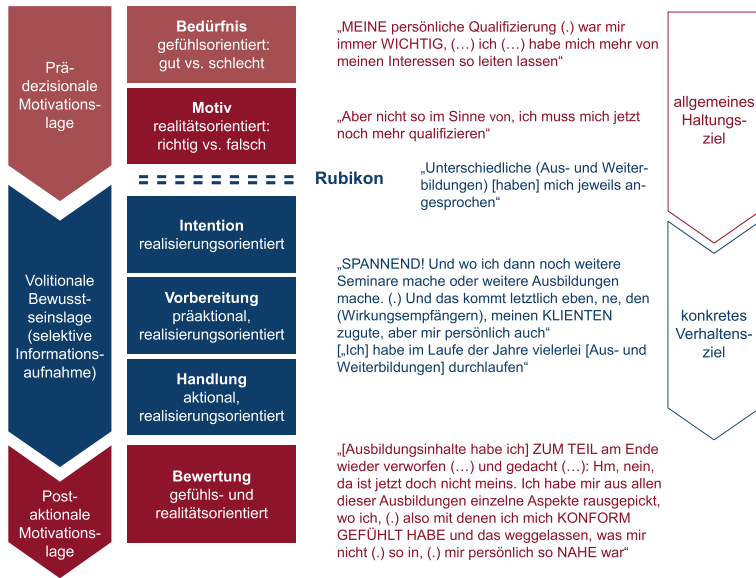 Prä-
dezisionale
Motivations-
lage
Bedürfnis
gefühlsorientiert:
gut vs. schlecht
„MEINE persönliche Qualifizierung (.) war mir
immer WICHTIG, (…) ich (…) habe mich mehr von
meinen Interessen so leiten lassen“
Motiv
realitätsorientiert:
richtig vs. falsch
„Aber nicht so im Sinne von, ich muss mich jetzt
noch mehr qualifizieren“
allgemeines
Haltungs-
ziel
Rubikon
„Unterschiedliche (Aus- und Weiter-
bildungen) [haben] mich jeweils an-
gesprochen“
Volitionale
Bewusst-
seinslage
(selektive
Informations-
aufnahme)
Intention
realisierungsorientiert
Vorbereitung
präaktional,
realisierungsorientiert
Handlung
aktional,
realisierungsorientiert
„SPANNEND! Und wo ich dann noch weitere
Seminare mache oder weitere Ausbildungen
mache. (.) Und das kommt letztlich eben, ne, den
(Wirkungsempfängern), meinen KLIENTEN
zugute, aber mir persönlich auch“
[„Ich] habe im Laufe der Jahre vielerlei [Aus- und
Weiterbildungen] durchlaufen“
konkretes
Verhaltens-
ziel
Post-
aktionale
Motivations-
lage
Bewertung
gefühls- und
realitätsorientiert
„[Ausbildungsinhalte habe ich] ZUM TEIL am Ende
wieder verworfen (…) und gedacht (…): Hm, nein,
da ist jetzt doch nicht meins. Ich habe mir aus allen
dieser Ausbildungen einzelne Aspekte rausgepickt,
wo ich, (.) also mit denen ich mich KONFORM
GEFÜHLT HABE und das weggelassen, was mir
nicht (.) so in, (.) mir persönlich so NAHE war“